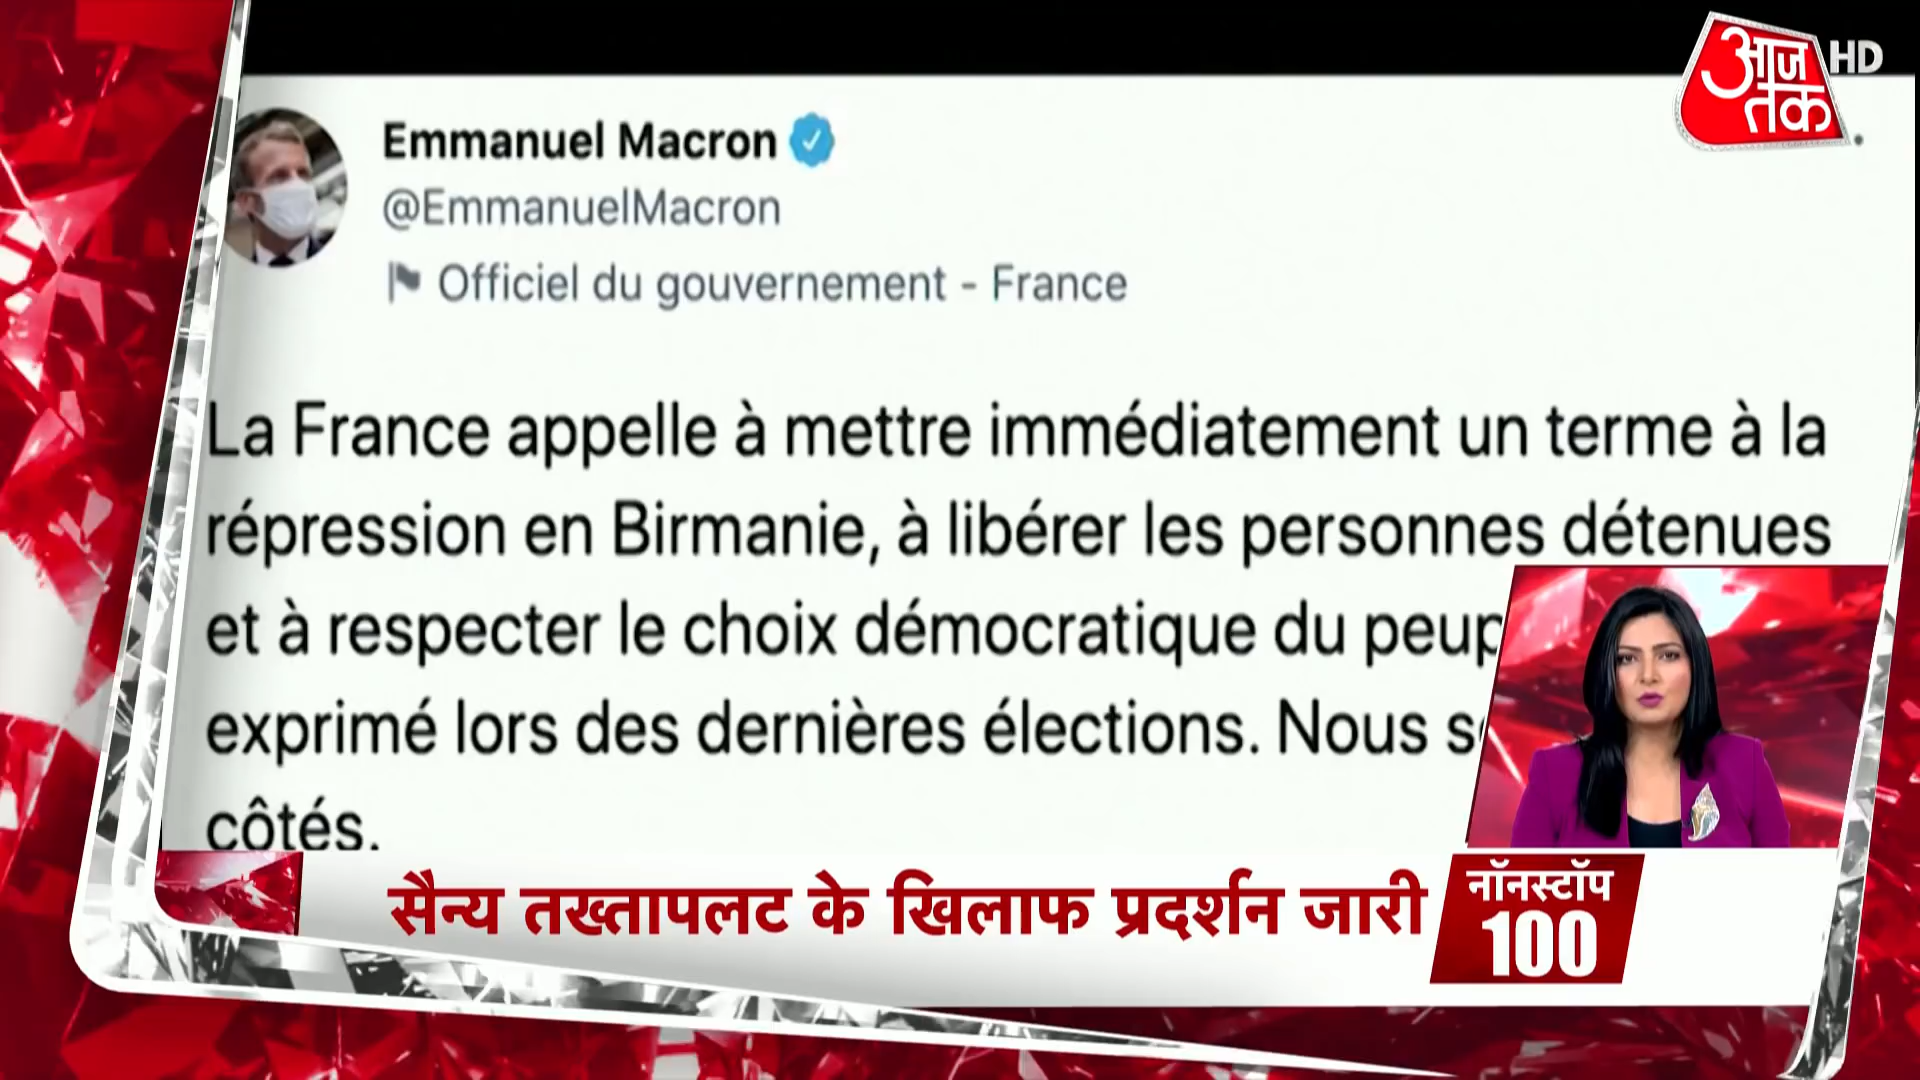 आज तक HD
Emmanuel Macron
@EmmanuelMacron
Officiel du gouvernement - France
La France appelle à mettre immédiatement un terme à la
répression en Birmanie, à libérer les personnes détenues
et à respecter le choix démocratique du
exprimé lors des dernières élections. Nous
côtés.
सैन्य तख्तापलट के खिलाफ प्रदर्शन जारी
नॉनस्टॉप
100